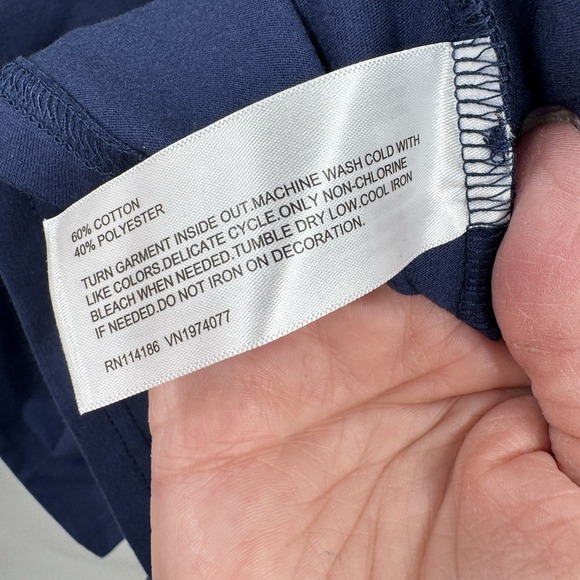 60% COTTON
40% POLYESTER
TURN GARMENT INSIDE OUT.MACHINE WASH COLD WITH
LIKE COLORS.DELICATE CYCLE.ONLY NON-CHLORINE
BLEACH WHEN NEEDED.TUMBLE DRY LOW.COOL IRON
IF NEEDED.DO NOT IRON ON DECORATION.
RN114186 VN1974077